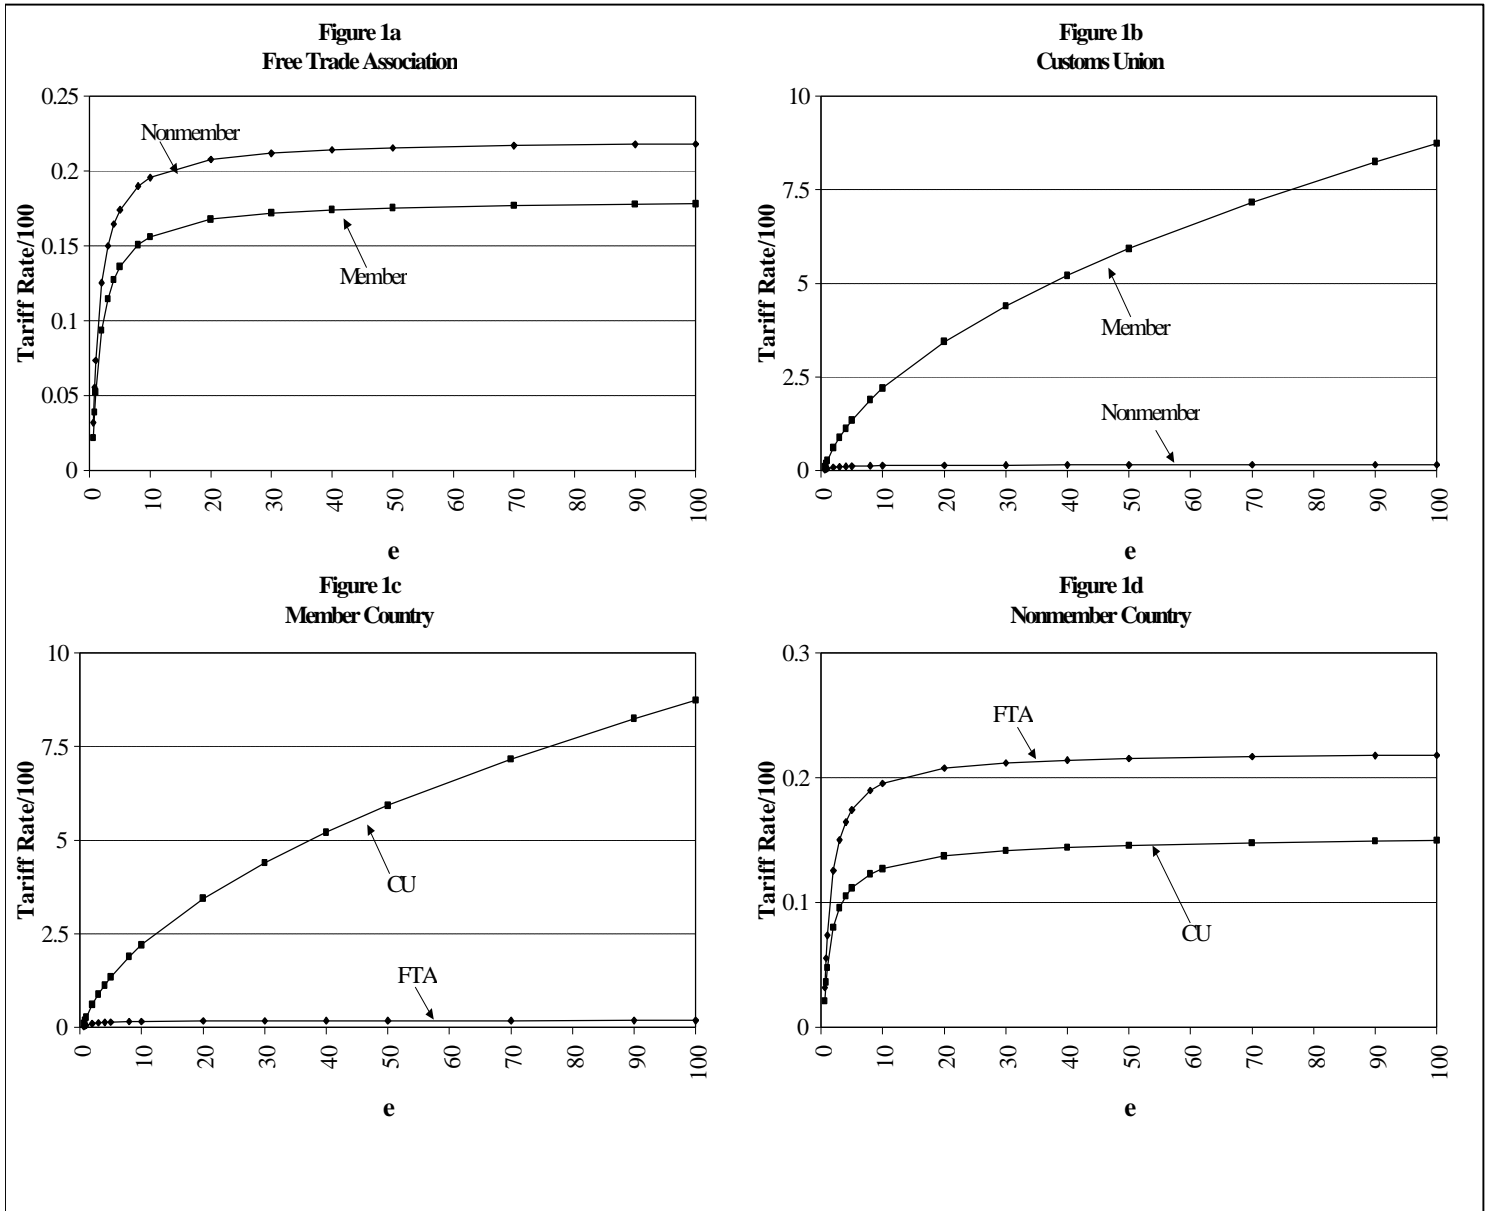 Figure 1a
Free Trade Association
0.25
0.2
0.15
0.1
0.05
0
Tariff Rate/100
Nonmember
Member
0
10
20
30
40
50
60
70
80
90
100
e
Figure 1b
Customs Union
10
7.5
5
2.5
0
Tariff Rate/100
Member
Nonmember
0
10
20
30
40
50
60
70
80
90
100
e
Figure 1c
Member Country
10
7.5
5
2.5
0
Tariff Rate/100
CU
FTA
0
10
20
30
40
50
60
70
80
90
100
e
Figure 1d
Nonmember Country
0.3
0.2
0.1
0
Tariff Rate/100
FTA
CU
0
10
20
30
40
50
60
70
80
90
100
e